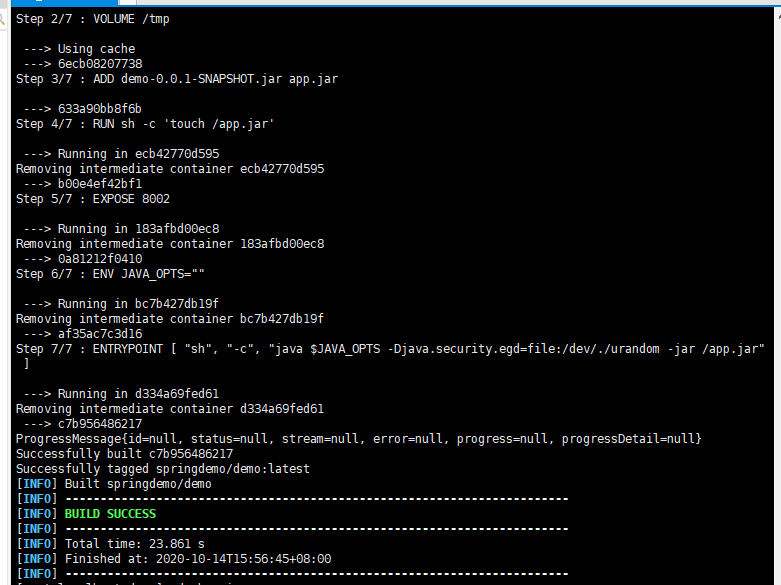 Step 2/7 : VOLUME /tmp
---> Using cache
---> 6ecb08207738
Step 3/7 : ADD demo-0.0.1-SNAPSHOT.jar app.jar
---> 633a90bb8f6b
Step 4/7 : RUN sh -c 'touch /app.jar'
---> Running in ecb42770d595
Removing intermediate container ecb42770d595
---> b00e4ef42bf1
Step 5/7 : EXPOSE 8002
---> Running in 183afbd00ec8
Removing intermediate container 183afbd00ec8
---> 0a81212f0410
Step 6/7 : ENV JAVA_OPTS=""
---> Running in bc7b427db19f
Removing intermediate container bc7b427db19f
---> af35ac7c3d16
Step 7/7 : ENTRYPOINT [ "sh", "-c", "java $JAVA_OPTS -Djava.security.egd=file:/dev/./urandom -jar /app.jar"
]
---> Running in d334a69fed61
Removing intermediate container d334a69fed61
---> c7b956486217
ProgressMessage{id=null, status=null, stream=null, error=null, progress=null, progressDetail=null}
Successfully built c7b956486217
Successfully tagged springdemo/demo:latest
[INFO] Built springdemo/demo
[INFO] ------------------------------------------------------------------------
[INFO] BUILD SUCCESS
[INFO] ------------------------------------------------------------------------
[INFO] Total time: 23.861 s
[INFO] Finished at: 2020-10-14T15:56:45+08:00
[INFO] ------------------------------------------------------------------------